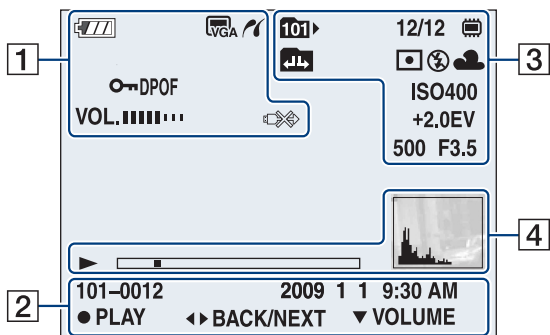 1
VGA
101
12/12
3
DPOF
ISO400
VOL.
+2.0EV
500 F3.5
4
2
101–0012 2009 1 1 9:30 AM
● PLAY ◀▶ BACK/NEXT ▼ VOLUME